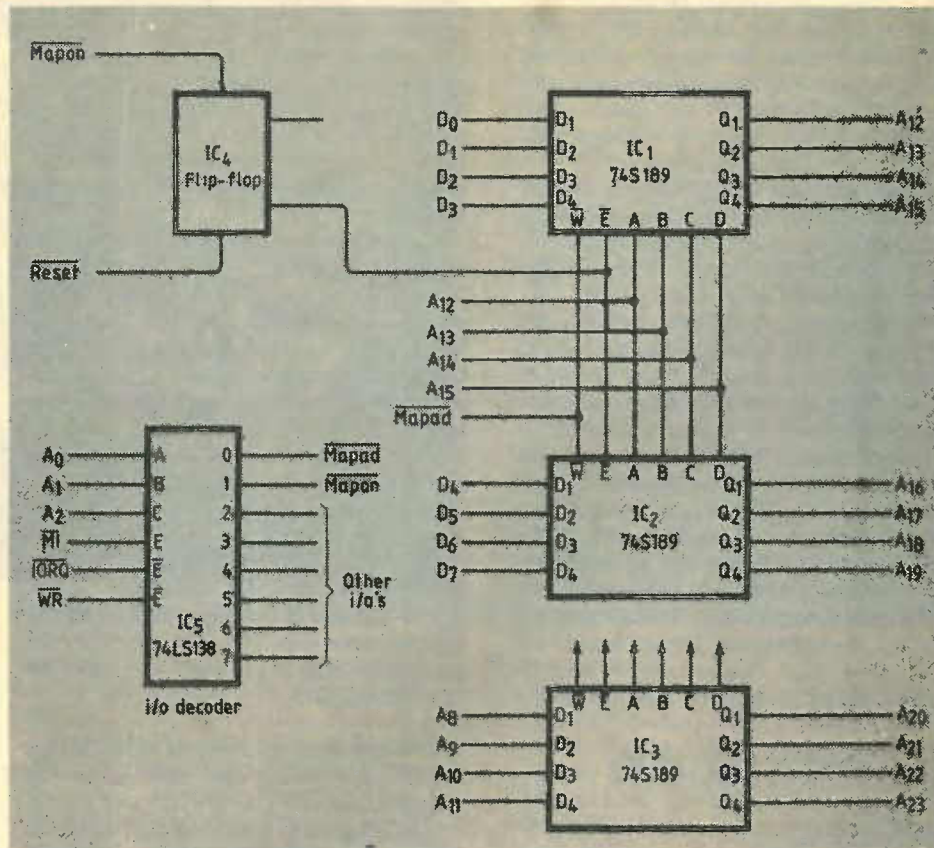 Mapon
IC4
Flip-flop
Reset
D0 D1 Q1 A12
D1 D2 IC1 Q2 A13
D2 D3 74S189 Q3 A14
D3 D4 Q4 A15
W E A B C D
A12
A13
A14
A15
Mapad
A0 A 0 Mapad
A1 B 1 Mapon
A2 C 2
M1 E 3
IORQ E 4 Other
WR E 5 i/o's
IC5 6
74LS138 7
i/o decoder
W E A B C D
D4 D1 Q1 A16
D5 D2 IC2 Q2 A17
D6 D3 74S189 Q3 A18
D7 D4 Q4 A19
W E A B C D
A8 D1 Q1 A20
A9 D2 IC3 Q2 A21
A10 D3 74S189 Q3 A22
A11 D4 Q4 A23